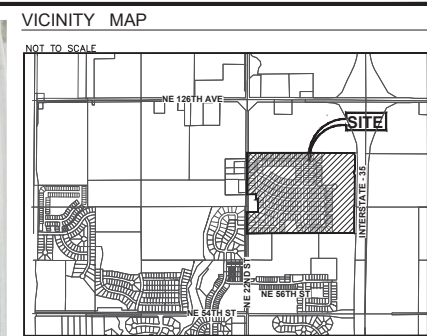 VICINITY MAP
NOT TO SCALE
NE 126TH AVE
SITE
INTERSTATE - 35
NE 22ND ST
NE 56TH ST
NE 54TH ST